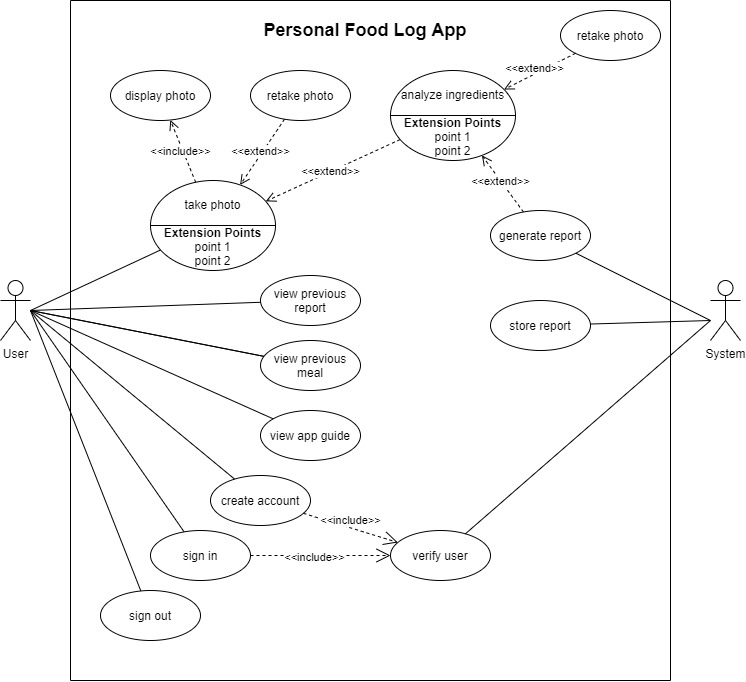 Personal Food Log App
retake photo
<<extend>>
display photo
retake photo
analyze ingredients
Extension Points
point 1
point 2
<<include>>
<<extend>>
<<extend>>
<<extend>>
take photo
Extension Points
point 1
point 2
generate report
view previous
report
store report
User
System
view previous
meal
view app guide
create account
<<include>>
sign in
<<include>>
verify user
sign out